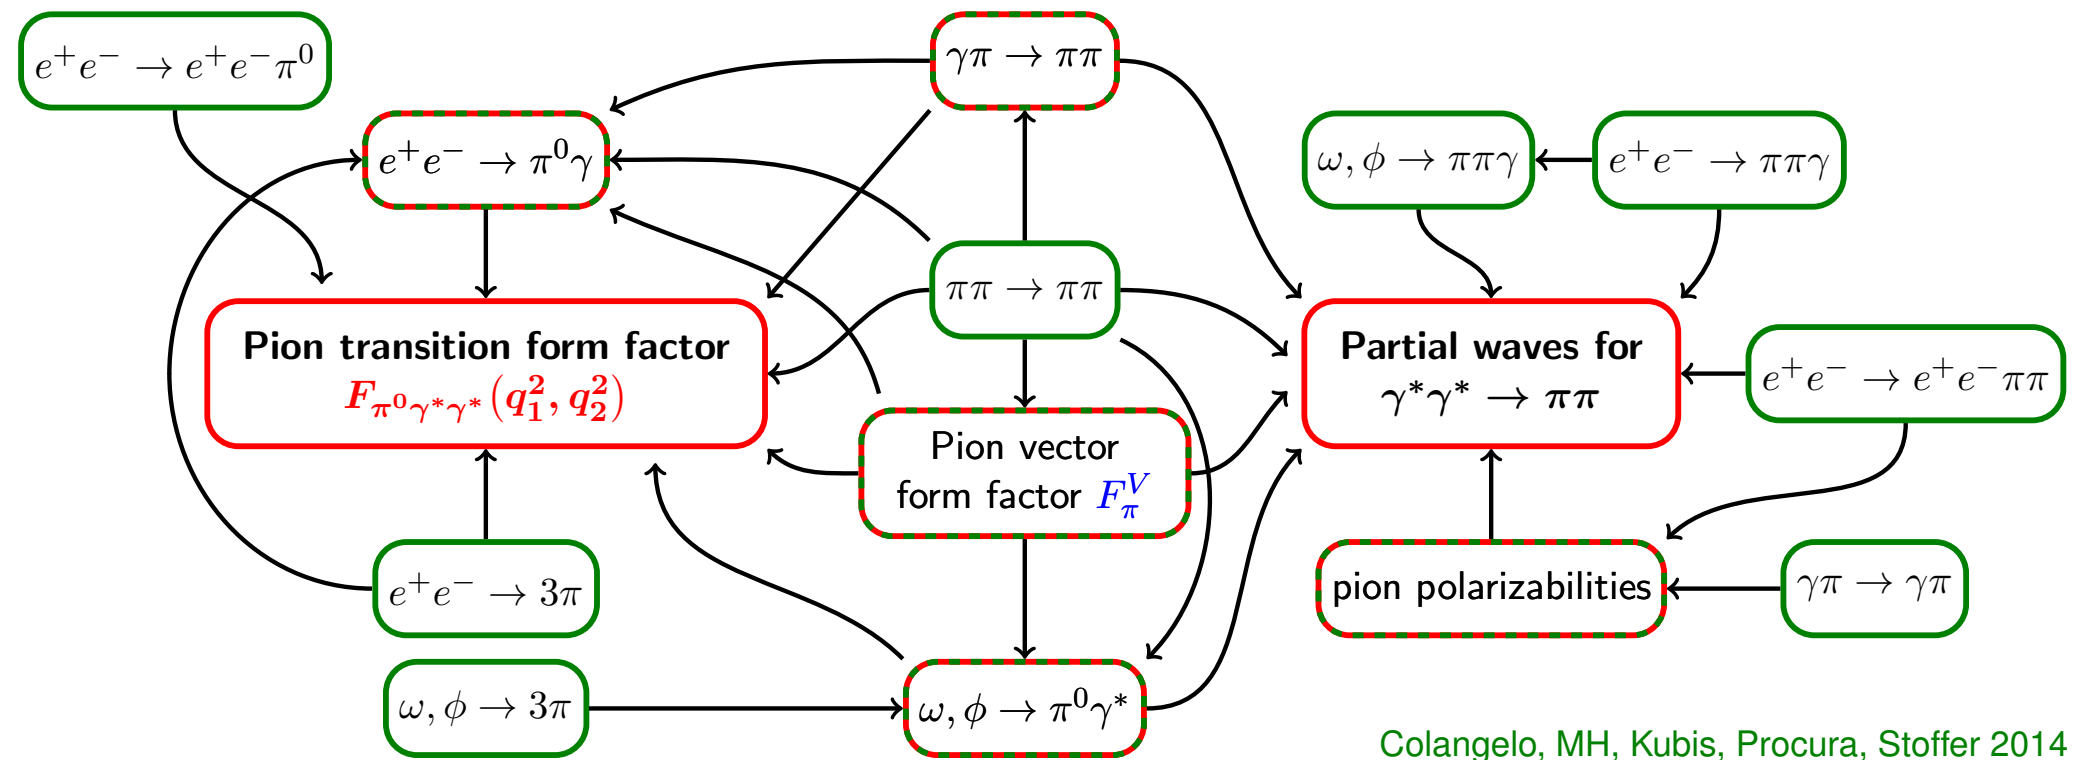 e⁺e⁻ → e⁺e⁻π⁰
γπ → ππ
e⁺e⁻ → π⁰γ
ω, φ → ππγ
e⁺e⁻ → ππγ
ππ → ππ
Pion transition form factor
F_{π⁰γ*γ*}(q₁², q₂²)
Partial waves for
γ*γ* → ππ
e⁺e⁻ → e⁺e⁻ππ
Pion vector
form factor F_π^V
e⁺e⁻ → 3π
pion polarizabilities
γπ → γπ
ω, φ → 3π
ω, φ → π⁰γ*
Colangelo, MH, Kubis, Procura, Stoffer 2014